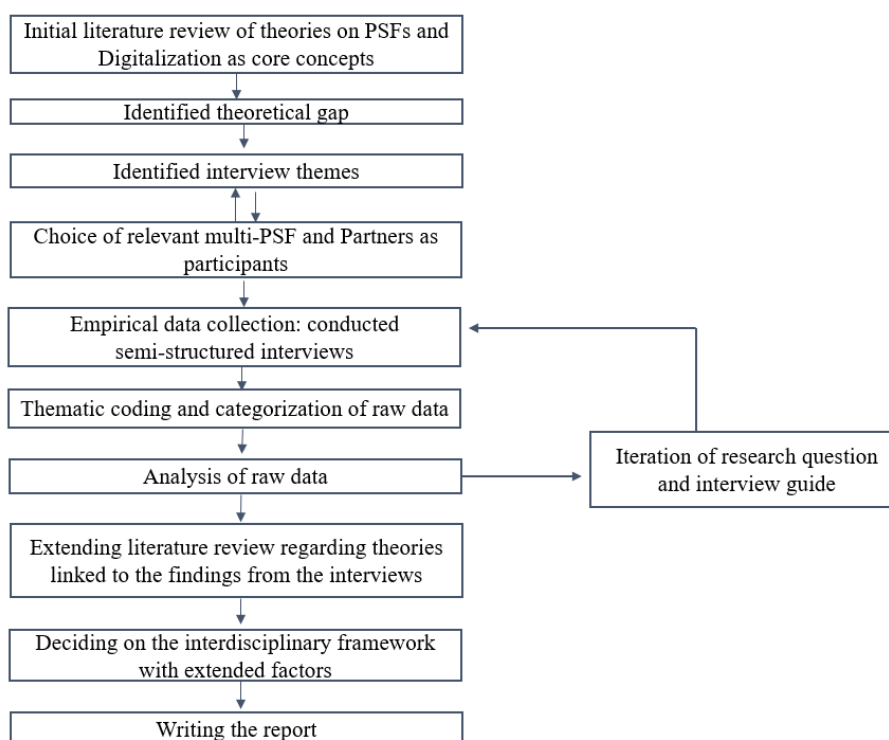 Initial literature review of theories on PSFs and
Digitalization as core concepts
Identified theoretical gap
Identified interview themes
Choice of relevant multi-PSF and Partners as
participants
Empirical data collection: conducted
semi-structured interviews
Thematic coding and categorization of raw data
Analysis of raw data
Iteration of research question
and interview guide
Extending literature review regarding theories
linked to the findings from the interviews
Deciding on the interdisciplinary framework
with extended factors
Writing the report